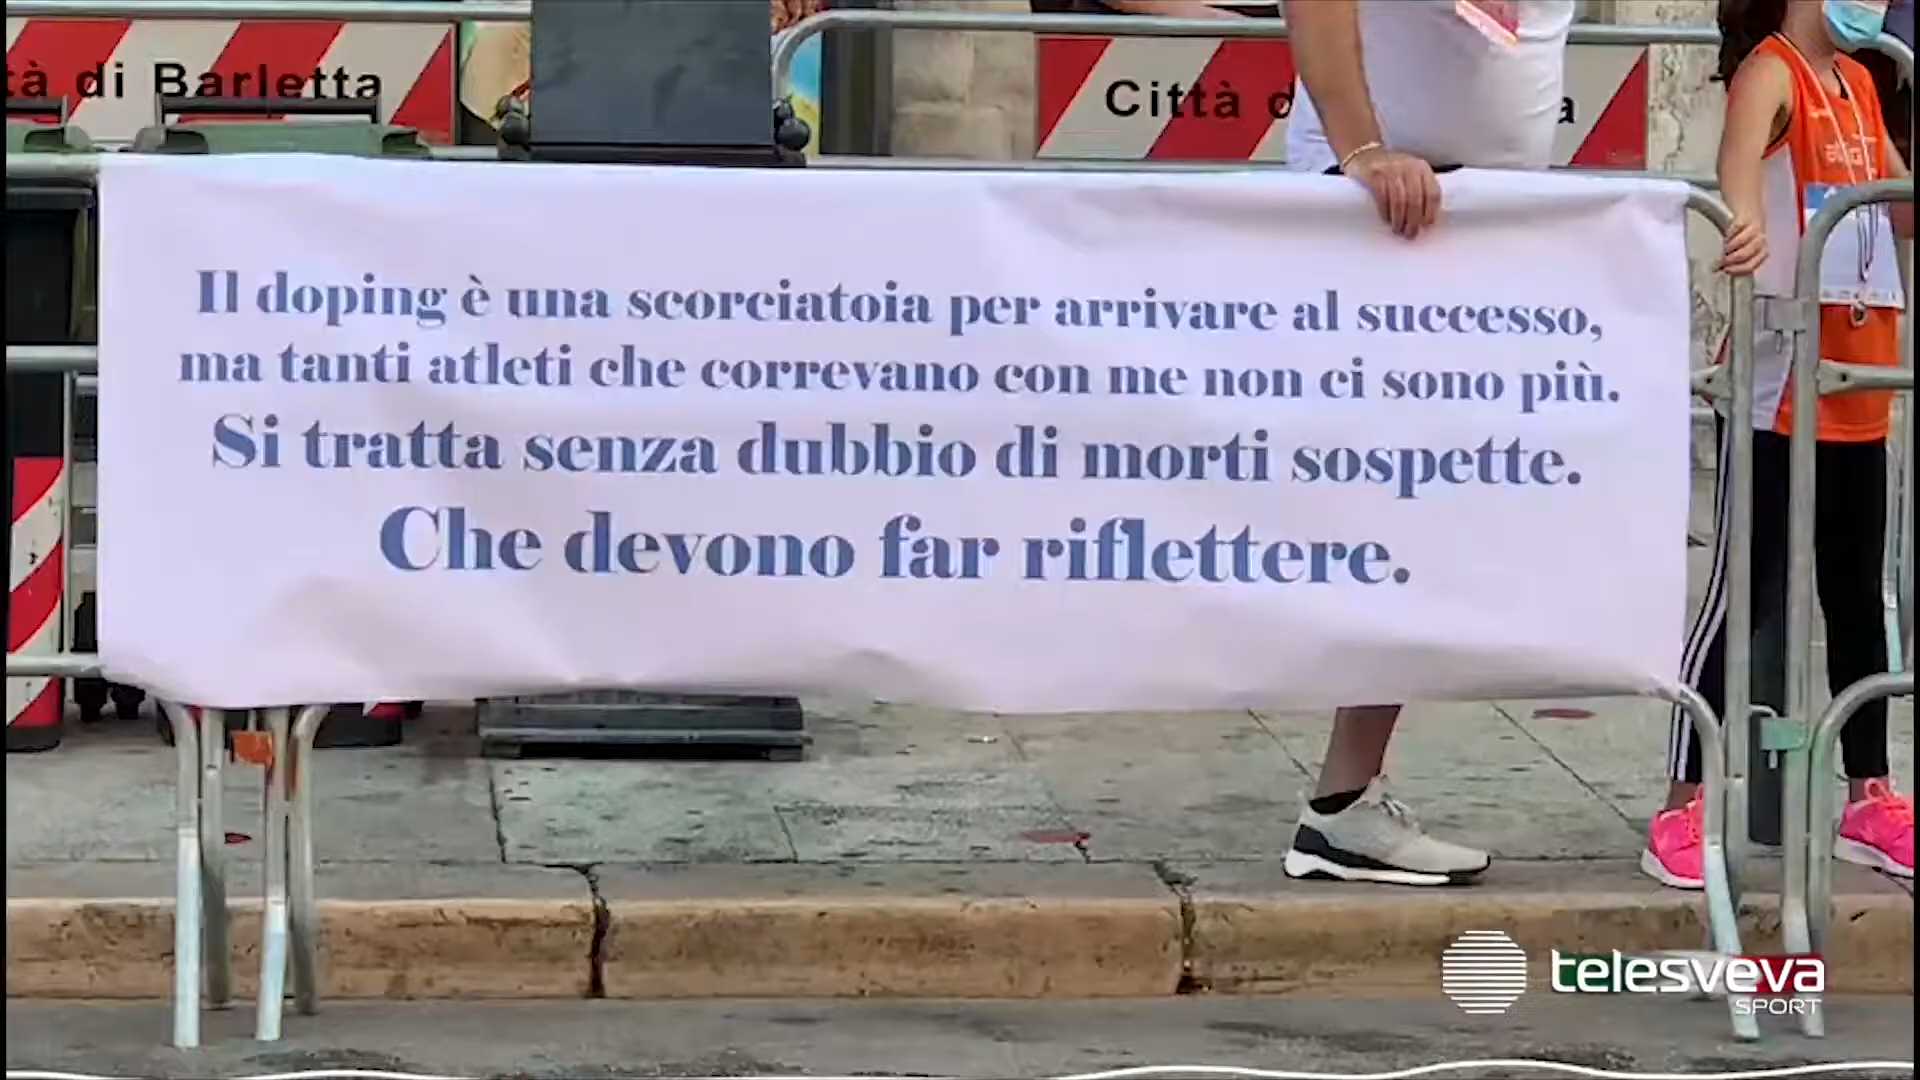 tà di Barletta
Città d
a
Il doping è una scorciatoia per arrivare al successo,
ma tanti atleti che correvano con me non ci sono più.
Si tratta senza dubbio di morti sospette.
Che devono far riflettere.
telesveva
SPORT